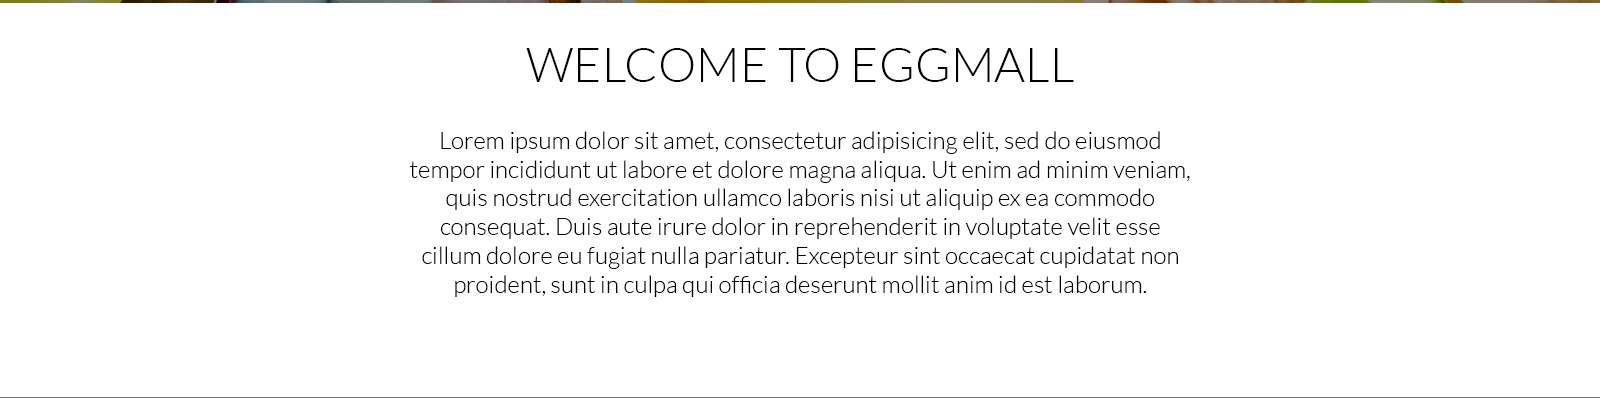 WELCOME TO EGGMALL
Lorem ipsum dolor sit amet, consectetur adipisicing elit, sed do eiusmod
tempor incididunt ut labore et dolore magna aliqua. Ut enim ad minim veniam,
quis nostrud exercitation ullamco laboris nisi ut aliquip ex ea commodo
consequat. Duis aute irure dolor in reprehenderit in voluptate velit esse
cillum dolore eu fugiat nulla pariatur. Excepteur sint occaecat cupidatat non
proident, sunt in culpa qui officia deserunt mollit anim id est laborum.